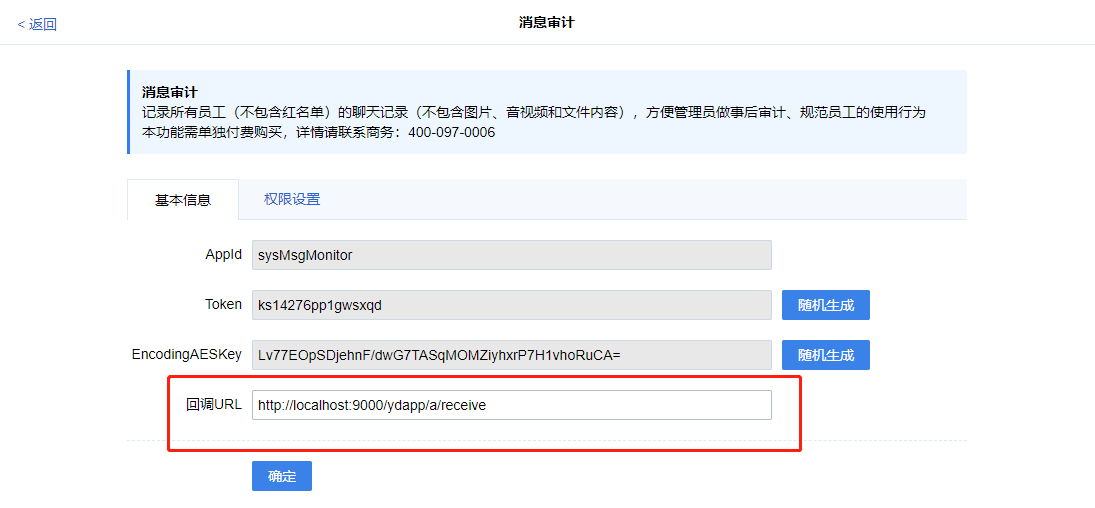 < 返回
消息审计
消息审计
记录所有员工（不包含红名单）的聊天记录（不包含图片、音视频和文件内容），方便管理员做事后审计、规范员工的使用行为
本功能需单独付费购买，详情请联系商务：400-097-0006
基本信息
权限设置
AppId
sysMsgMonitor
Token
ks14276pp1gwsxqd
随机生成
EncodingAESKey
Lv77EOpSDjehnF/dwG7TASqMOMZiyhxrP7H1vhoRuCA=
随机生成
回调URL
http://localhost:9000/ydapp/a/receive
确定